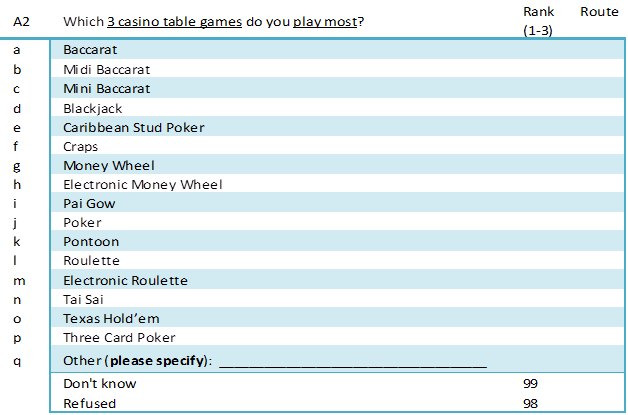 A2 Which 3 casino table games do you play most? Rank (1-3) Route
a Baccarat
b Midi Baccarat
c Mini Baccarat
d Blackjack
e Caribbean Stud Poker
f Craps
g Money Wheel
h Electronic Money Wheel
i Pai Gow
j Poker
k Pontoon
l Roulette
m Electronic Roulette
n Tai Sai
o Texas Hold’em
p Three Card Poker
q Other (please specify): ______________________________________
Don't know 99
Refused 98